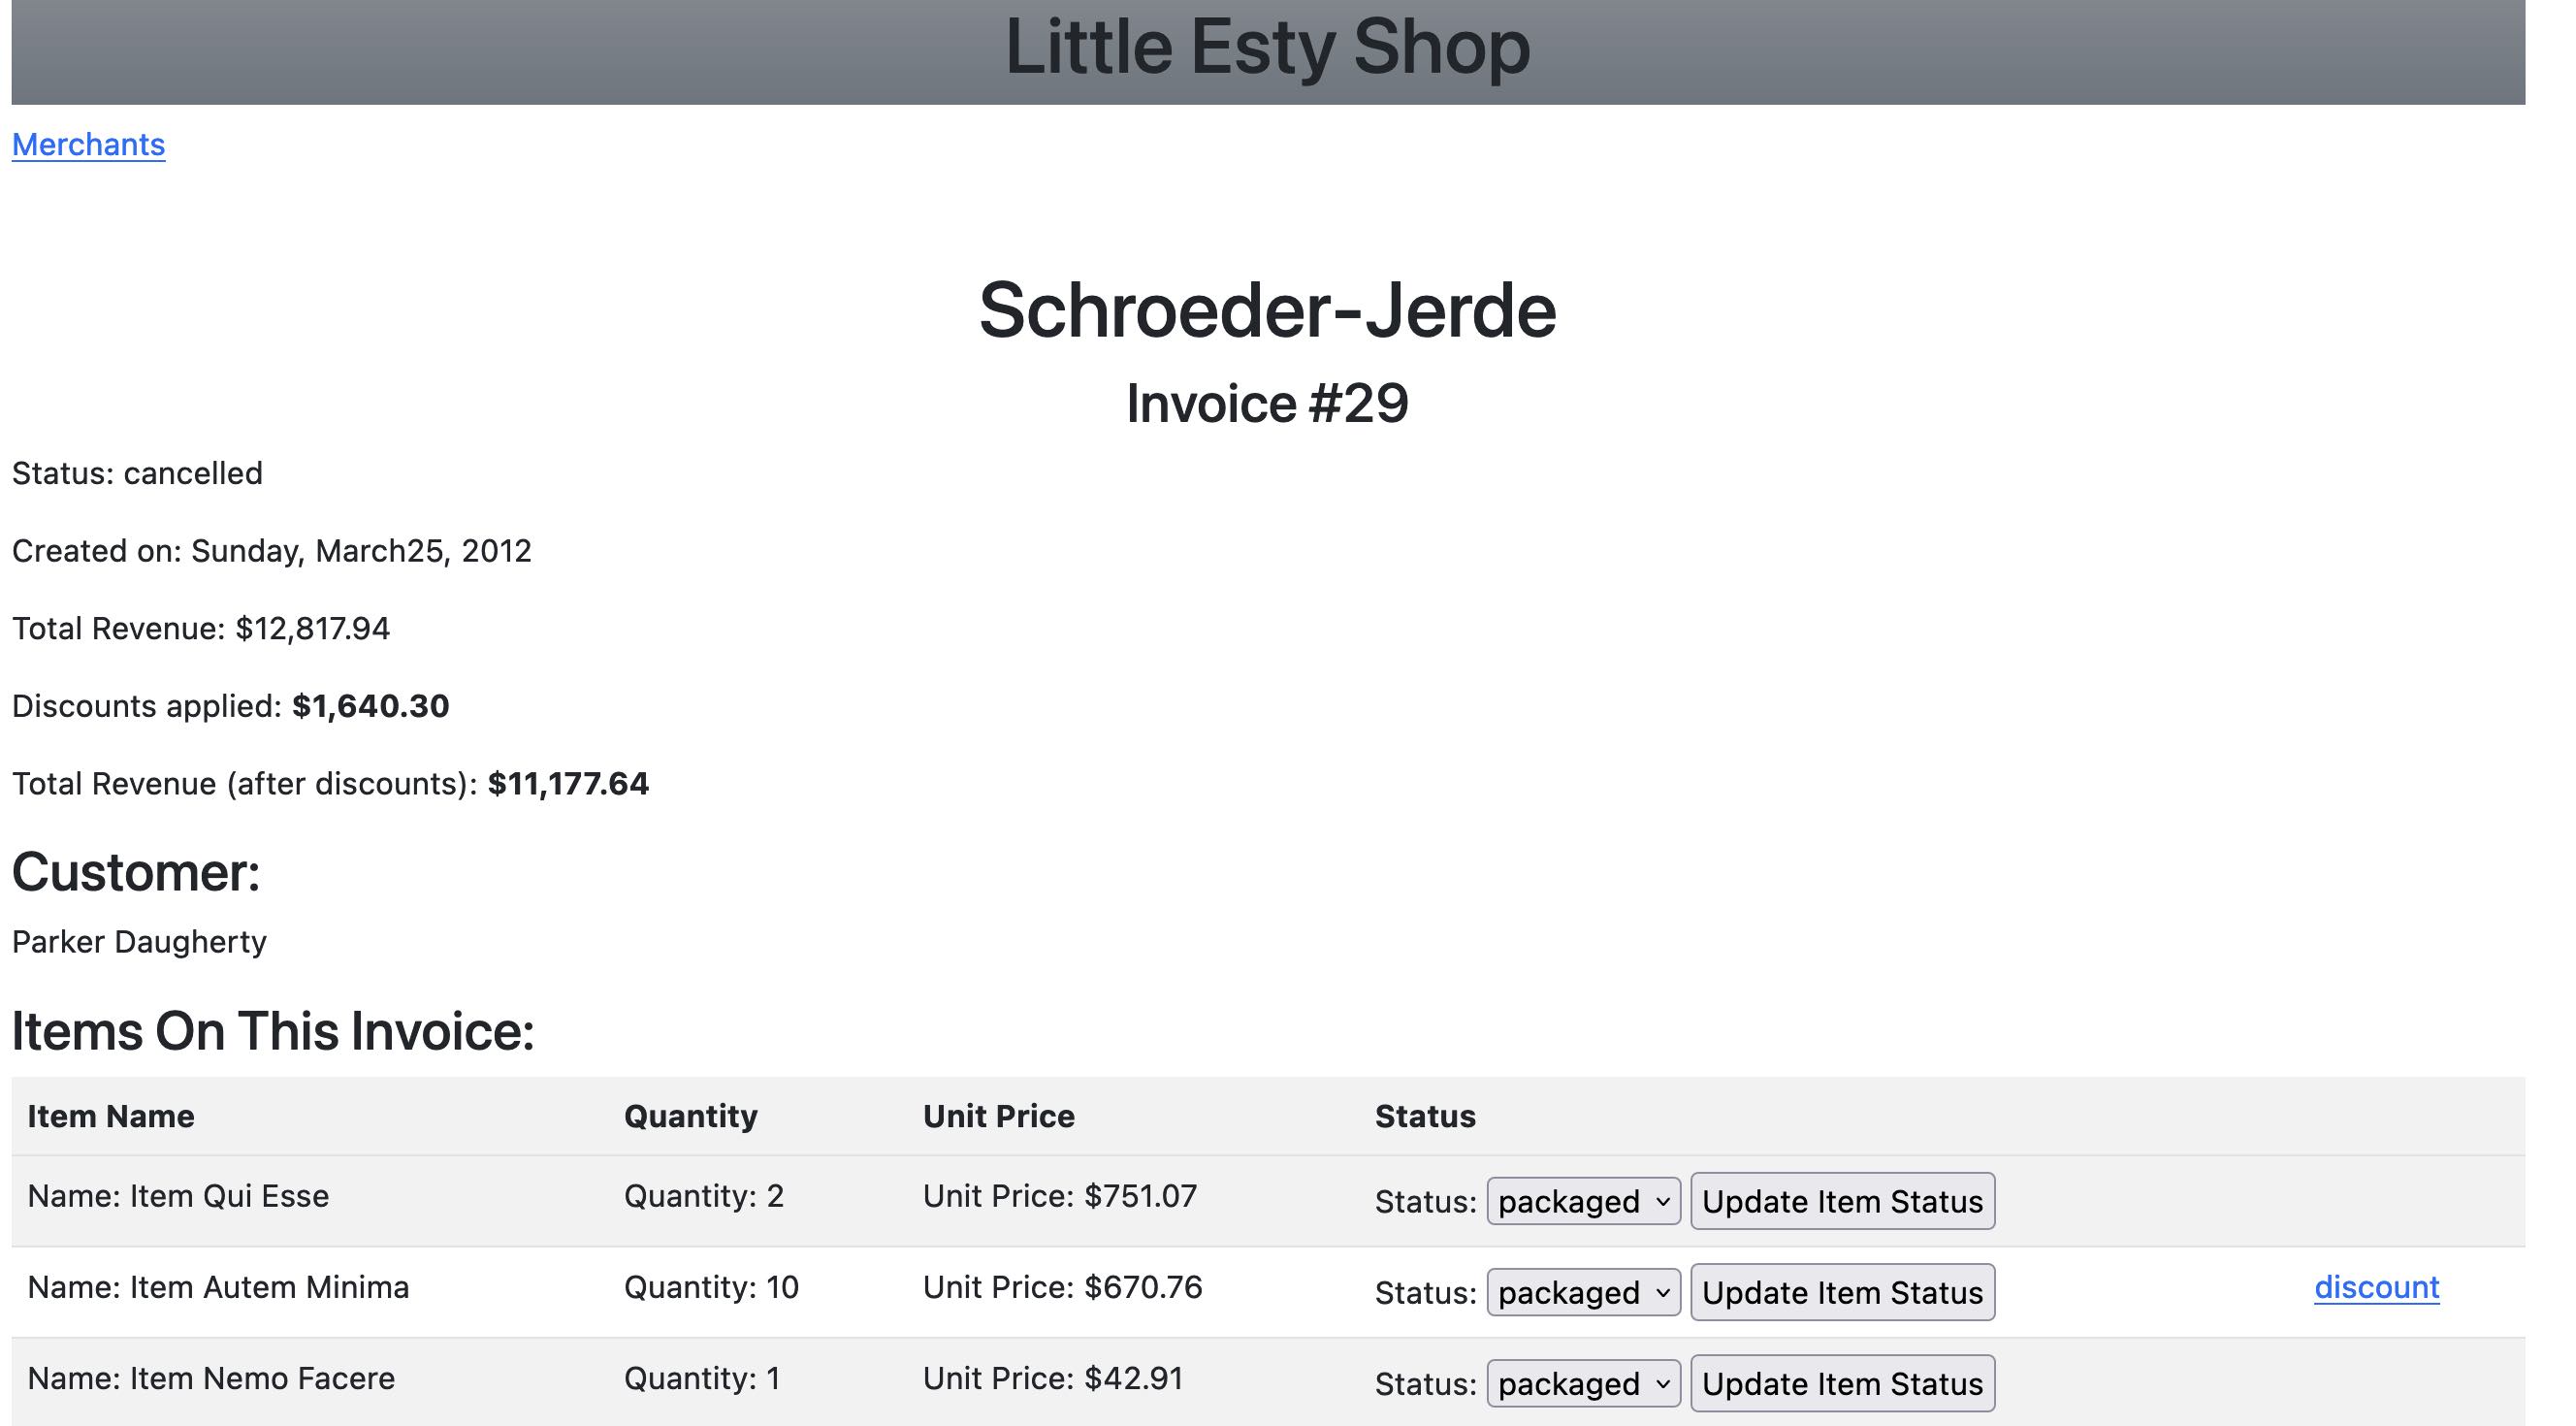 Little Esty Shop
Merchants
Schroeder-Jerde
Invoice #29
Status: cancelled
Created on: Sunday, March25, 2012
Total Revenue: $12,817.94
Discounts applied: $1,640.30
Total Revenue (after discounts): $11,177.64
Customer:
Parker Daugherty
Items On This Invoice:
Item Name Quantity Unit Price Status
Name: Item Qui Esse Quantity: 2 Unit Price: $751.07 Status: packaged Update Item Status
Name: Item Autem Minima Quantity: 10 Unit Price: $670.76 Status: packaged Update Item Status discount
Name: Item Nemo Facere Quantity: 1 Unit Price: $42.91 Status: packaged Update Item Status